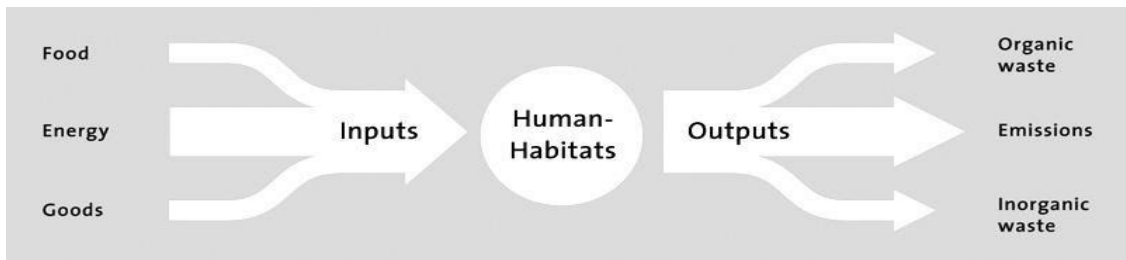 Food
Energy
Goods
Inputs
Human-
Habitats
Outputs
Organic
waste
Emissions
Inorganic
waste